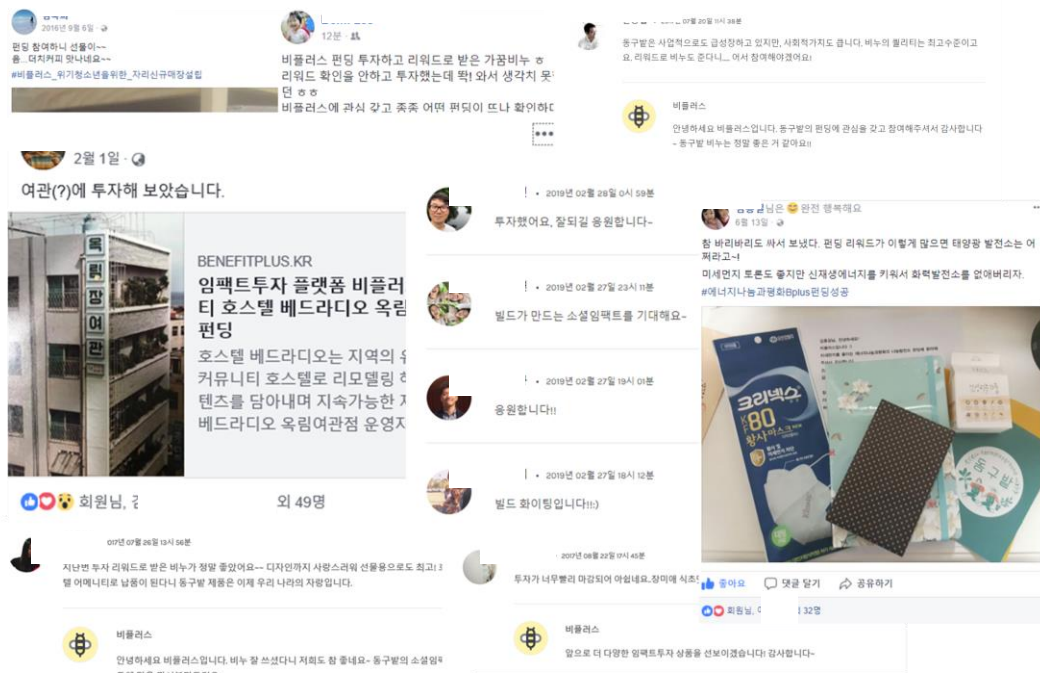 2016년 9월 6일
펀딩 참여하니 선물이~~
음...더치커피 맛나네요~~
#비플러스_위기청소년을위한_자리신규매장설립
12분
비플러스 펀딩 투자하고 리워드로 받은 가꿈비누 ㅎ
리워드 확인을 안하고 투자했는데 딱! 와서 생각치 못
던 ㅎㅎ
비플러스에 관심 갖고 종종 어떤 펀딩이 뜨나 확인하
07월 20일 11시 38분
동구밭은 사업적으로도 급성장하고 있지만, 사회적가치도 큽니다. 비누의 퀄리티는 최고수준이고
요. 리워드로 비누도 준다니,,,, 어서 참여해야겠어요!
비플러스
안녕하세요 비플러스입니다. 동구밭의 펀딩에 관심을 갖고 참여해주셔서 감사합니다
~ 동구밭 비누는 정말 좋은 거 같아요!!
2월 1일
여관(?)에 투자해 보았습니다.
옥림장여관
BENEFITPLUS.KR
임팩트투자 플랫폼 비플러
티 호스텔 베드라디오 옥림
펀딩
호스텔 베드라디오는 지역의
커뮤니티 호스텔로 리모델링
텐츠를 담아내며 지속가능한
베드라디오 옥림여관점 운영자
회원님,
외 49명
2019년 02월 28일 0시 59분
투자했어요, 잘되길 응원합니다~
2019년 02월 27일 23시 11분
빌드가 만드는 소셜임팩트를 기대해요~
2019년 02월 27일 19시 01분
응원합니다!!
2019년 02월 27일 18시 12분
빌드 화이팅입니다!!:)
님은 😊 완전 행복해요
6월 13일
참 바리바리도 싸서 보냈다. 펀딩 리워드가 이렇게 많으면 태양광 발전소는 어
쩌라고~!
미세먼지 토론도 좋지만 신재생에너지를 키워서 화력발전소를 없애버리자.
#에너지나눔과평화Bplus펀딩성공
크리넥스
KF80
황사마스크
동구밭
좋아요 댓글 달기 공유하기
회원님, 32명
017년 07월 26일 13시 56분
지난번 투자 리워드로 받은 비누가 정말 좋았어요~~ 디자인까지 사랑스러워 선물용으로도 최고!
텔 어메니티로 납품이 된다니 동구밭 제품은 이제 우리 나라의 자랑입니다.
비플러스
안녕하세요 비플러스입니다. 비누 잘 쓰셨다니 저희도 참 좋네요~ 동구밭의 소셜임팩
2017년 08월 22일 17시 45분
투자가 너무빨리 마감되어 아쉽네요.장미애 식초
비플러스
앞으로 더 다양한 임팩트투자 상품을 선보이겠습니다! 감사합니다~